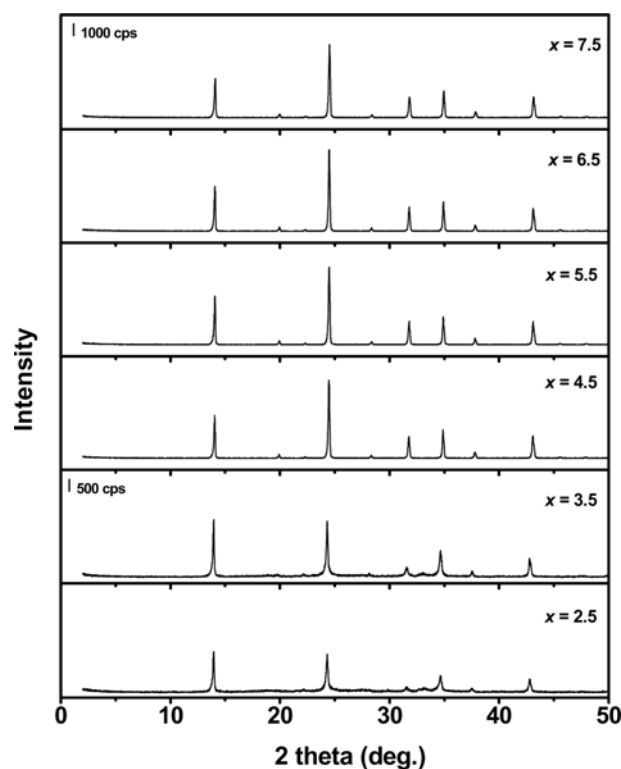 1000 cps
x = 7.5
x = 6.5
x = 5.5
x = 4.5
500 cps
x = 3.5
x = 2.5
Intensity
0 10 20 30 40 50
2 theta (deg.)